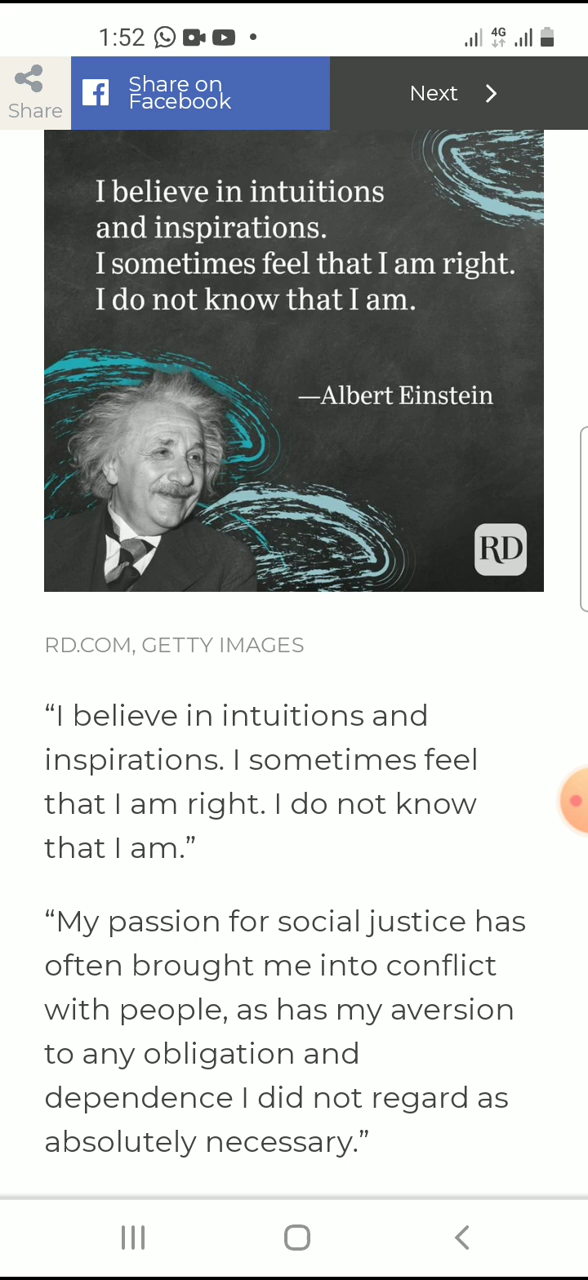 1:52
4G
Share
Share on
Facebook
Next
I believe in intuitions
and inspirations.
I sometimes feel that I am right.
I do not know that I am.
—Albert Einstein
RD
RD.COM, GETTY IMAGES
“I believe in intuitions and
inspirations. I sometimes feel
that I am right. I do not know
that I am.”
“My passion for social justice has
often brought me into conflict
with people, as has my aversion
to any obligation and
dependence I did not regard as
absolutely necessary.”